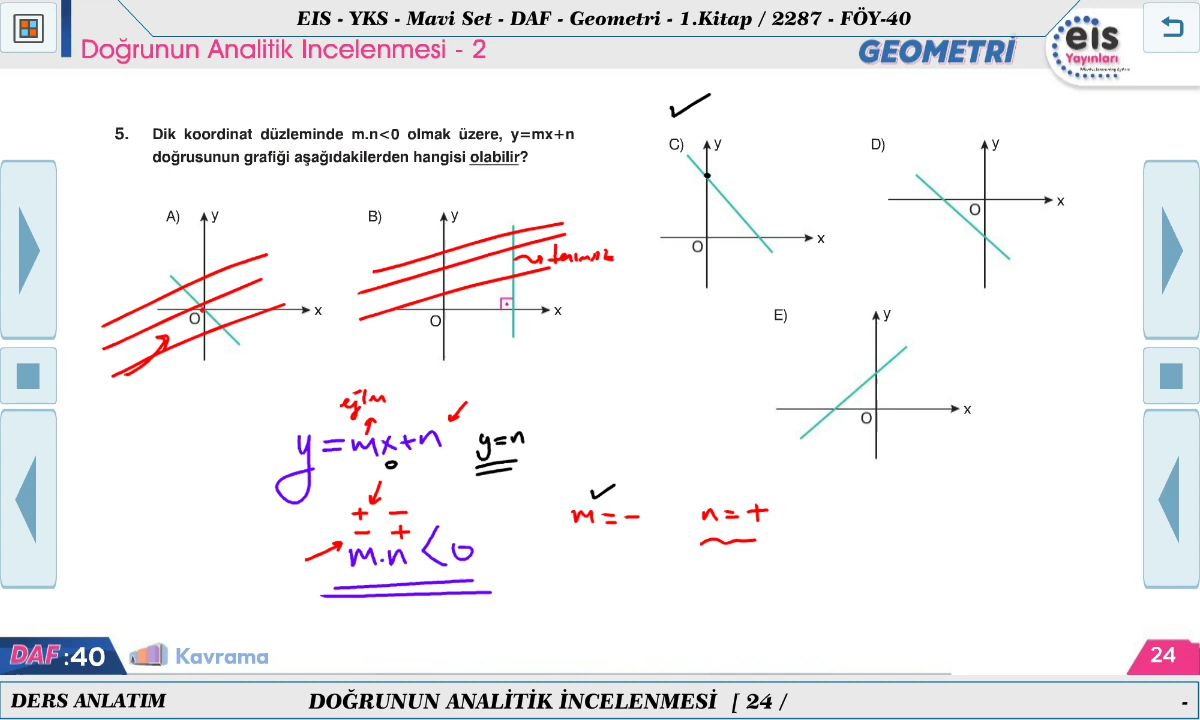 EIS - YKS - Mavi Set - DAF - Geometri - 1.Kitap / 2287 - FÖY-40
Doğrunun Analitik İncelenmesi - 2
GEOMETRİ
eis
Yayınları
5. Dik koordinat düzleminde m.n<0 olmak üzere, y=mx+n
doğrusunun grafiği aşağıdakilerden hangisi olabilir?
A) y
x
O
B) y
x
O
tanımsız
C) y
x
O
D) y
x
O
E) y
x
O
eğim
y=mx+n
o
y=n
+ -
- +
m.n<0
m=-
n=+
DAF:40
Kavrama
24
DERS ANLATIM
DOĞRUNUN ANALİTİK İNCELENMESİ [ 24 /
-